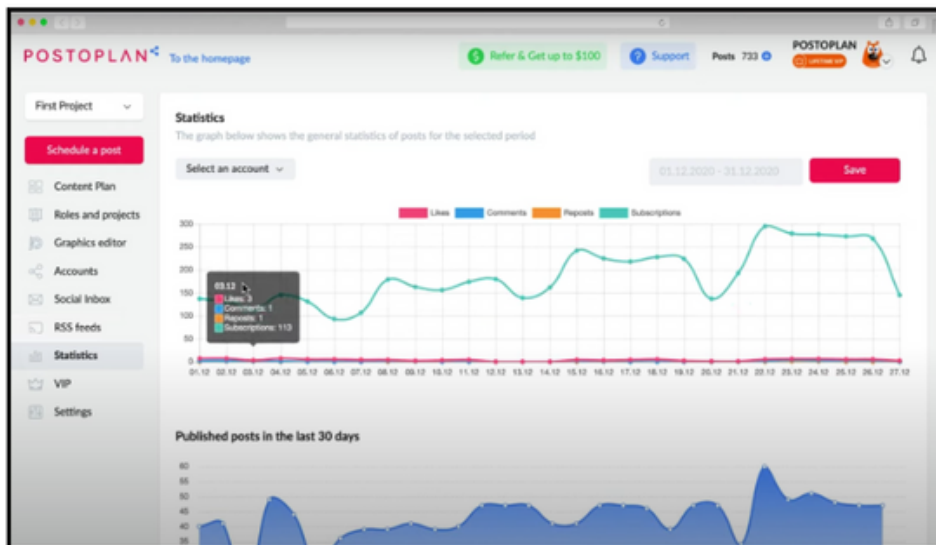 POSTOPLAN
To the homepage
Refer & Get up to $100
Support
Posts 733
POSTOPLAN
LIFETIME VIP
First Project
Schedule a post
Content Plan
Roles and projects
Graphics editor
Accounts
Social Inbox
RSS feeds
Statistics
VIP
Settings
Statistics
The graph below shows the general statistics of posts for the selected period
Select an account
01.12.2020 - 31.12.2020
Save
Likes Comments Reposts Subscriptions
300
250
200
150
100
50
0
03.12
Likes: 3
Comments: 1
Reposts: 1
Subscriptions: 113
01.12 02.12 03.12 04.12 05.12 06.12 07.12 08.12 09.12 10.12 11.12 12.12 13.12 14.12 15.12 16.12 17.12 18.12 19.12 20.12 21.12 22.12 23.12 24.12 25.12 26.12 27.12
Published posts in the last 30 days
60
55
50
45
40
35